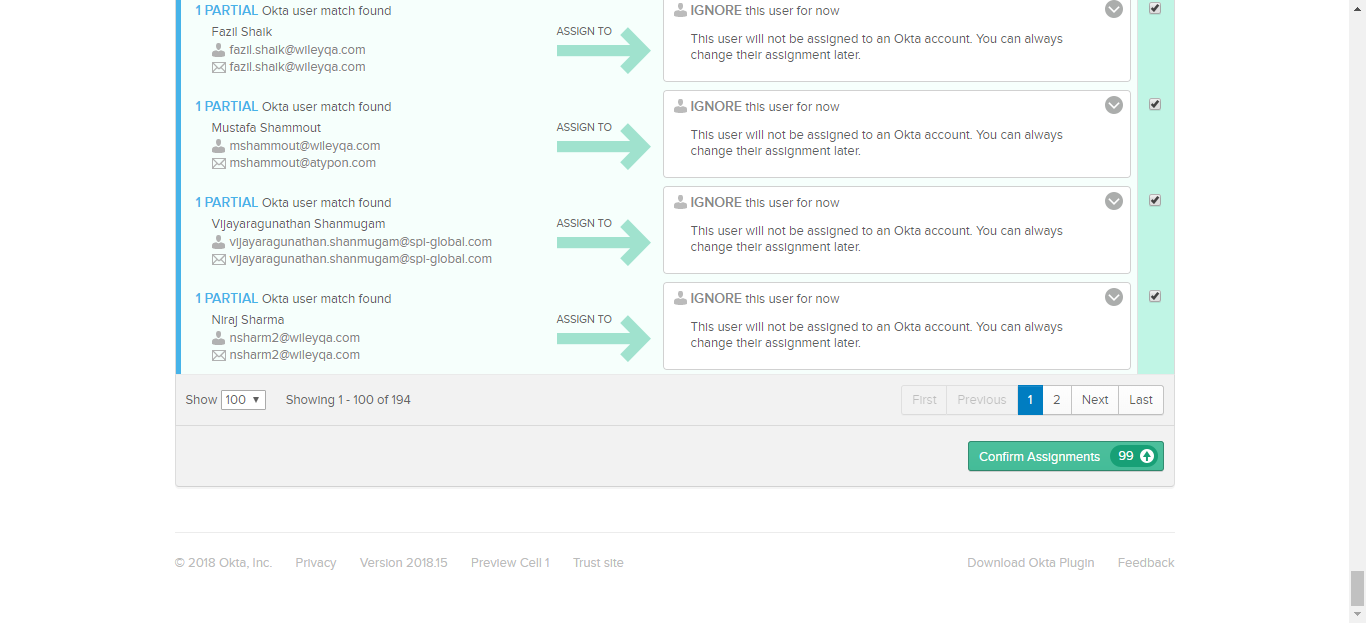 1 PARTIAL Okta user match found
IGNORE this user for now
Fazil Shaik
ASSIGN TO
fazil.shaik@wileyqa.com
fazil.shaik@wileyqa.com
This user will not be assigned to an Okta account. You can always
change their assignment later.
1 PARTIAL Okta user match found
IGNORE this user for now
Mustafa Shammout
ASSIGN TO
mshammout@wileyqa.com
mshammout@atypon.com
This user will not be assigned to an Okta account. You can always
change their assignment later.
1 PARTIAL Okta user match found
IGNORE this user for now
Vijayaragunathan Shanmugam
ASSIGN TO
vijayaragunathan.shanmugam@spi-global.com
vijayaragunathan.shanmugam@spi-global.com
This user will not be assigned to an Okta account. You can always
change their assignment later.
1 PARTIAL Okta user match found
IGNORE this user for now
Niraj Sharma
ASSIGN TO
nsharm2@wileyqa.com
nsharm2@wileyqa.com
This user will not be assigned to an Okta account. You can always
change their assignment later.
Show 100 Showing 1 - 100 of 194
First Previous 1 2 Next Last
Confirm Assignments 99
© 2018 Okta, Inc. Privacy Version 2018.15 Preview Cell 1 Trust site Download Okta Plugin Feedback